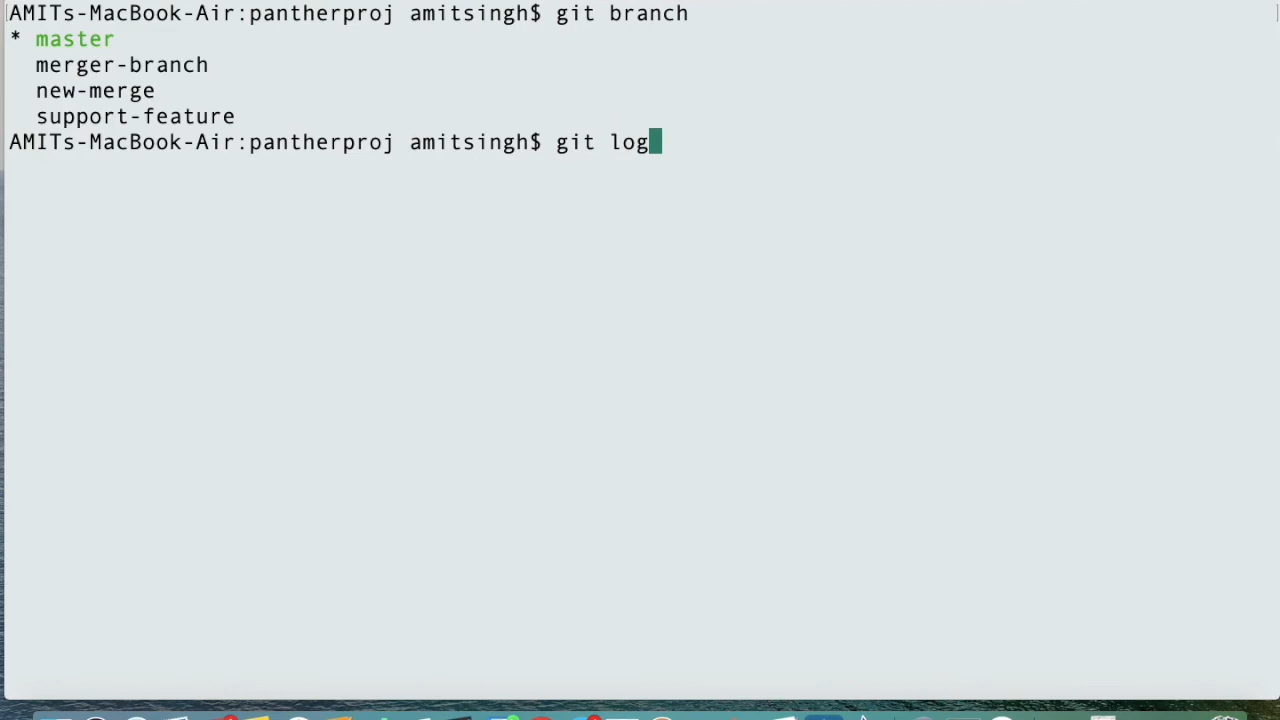 AMITs-MacBook-Air:pantherproj amitsingh$ git branch
* master
merger-branch
new-merge
support-feature
AMITs-MacBook-Air:pantherproj amitsingh$ git log